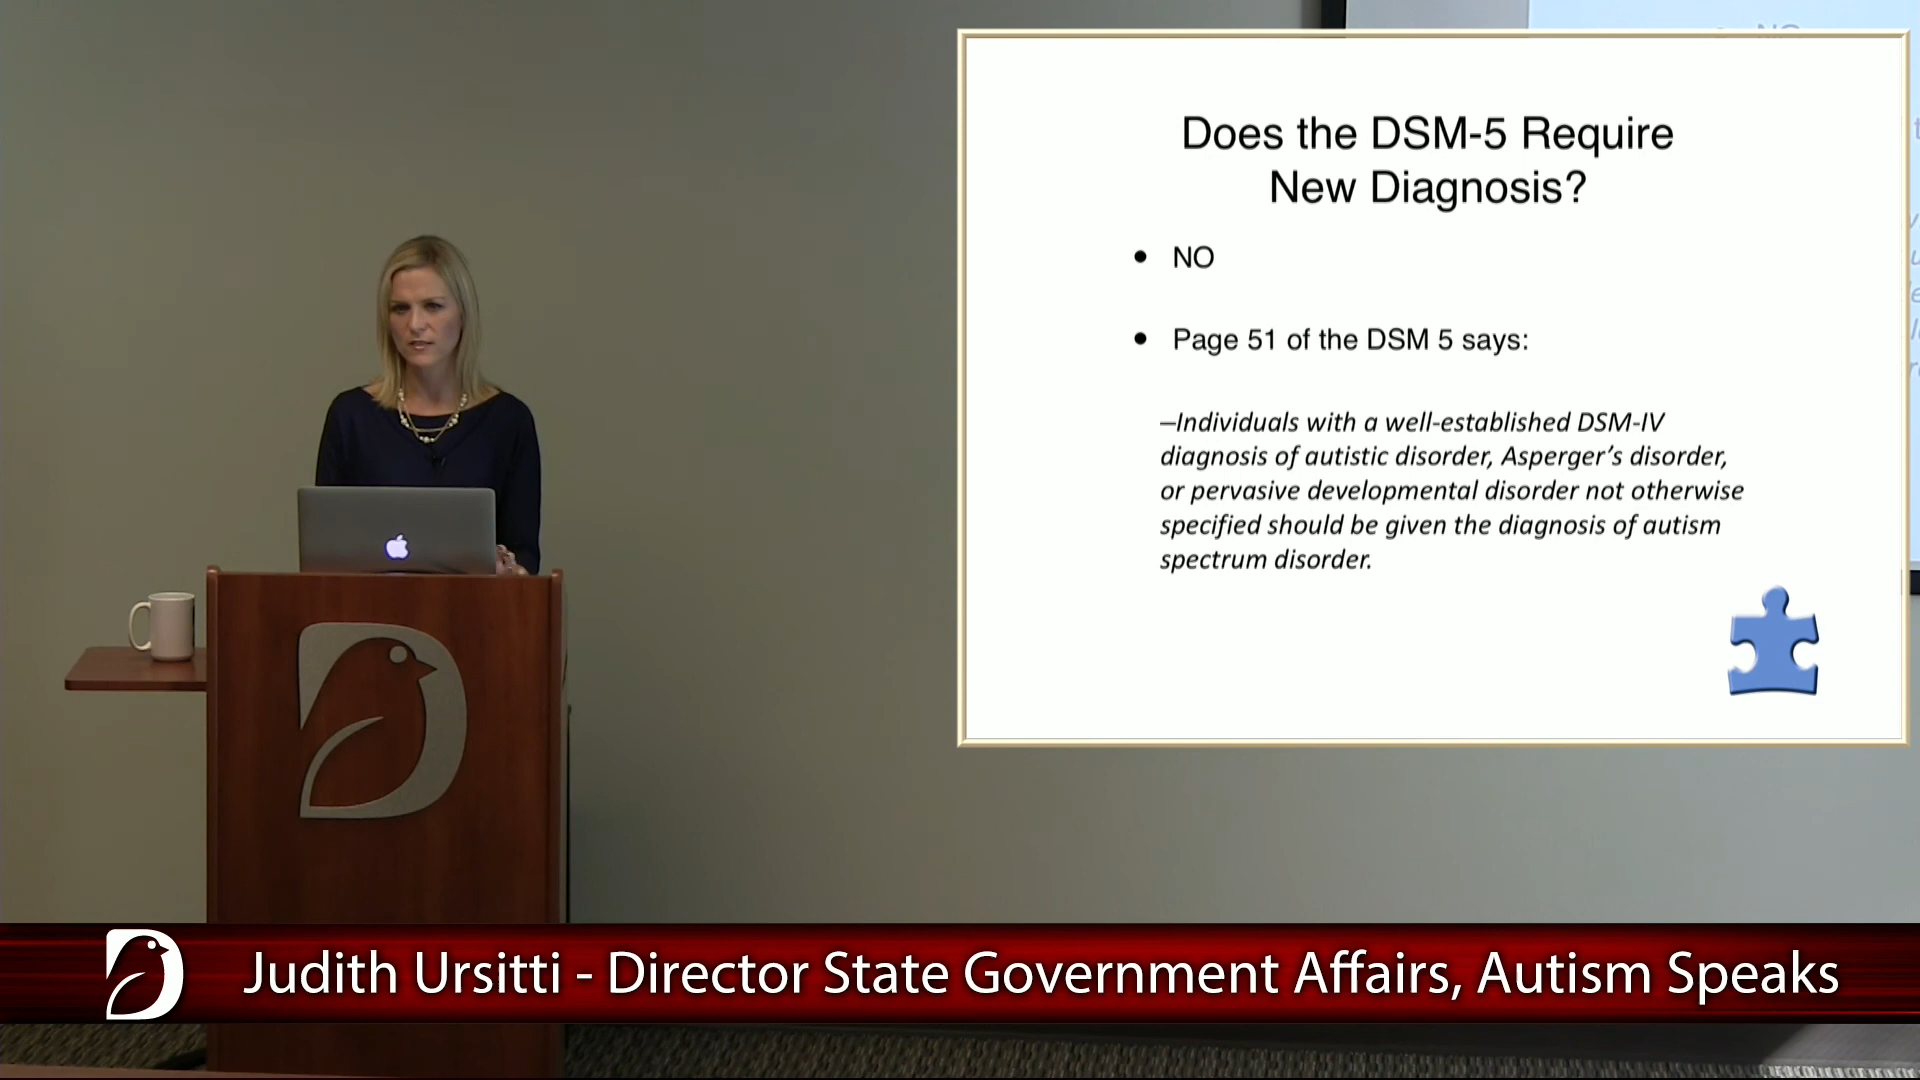 Does the DSM-5 Require
New Diagnosis?
• NO
• Page 51 of the DSM 5 says:
–Individuals with a well-established DSM-IV
diagnosis of autistic disorder, Asperger’s disorder,
or pervasive developmental disorder not otherwise
specified should be given the diagnosis of autism
spectrum disorder.
Judith Ursitti - Director State Government Affairs, Autism Speaks